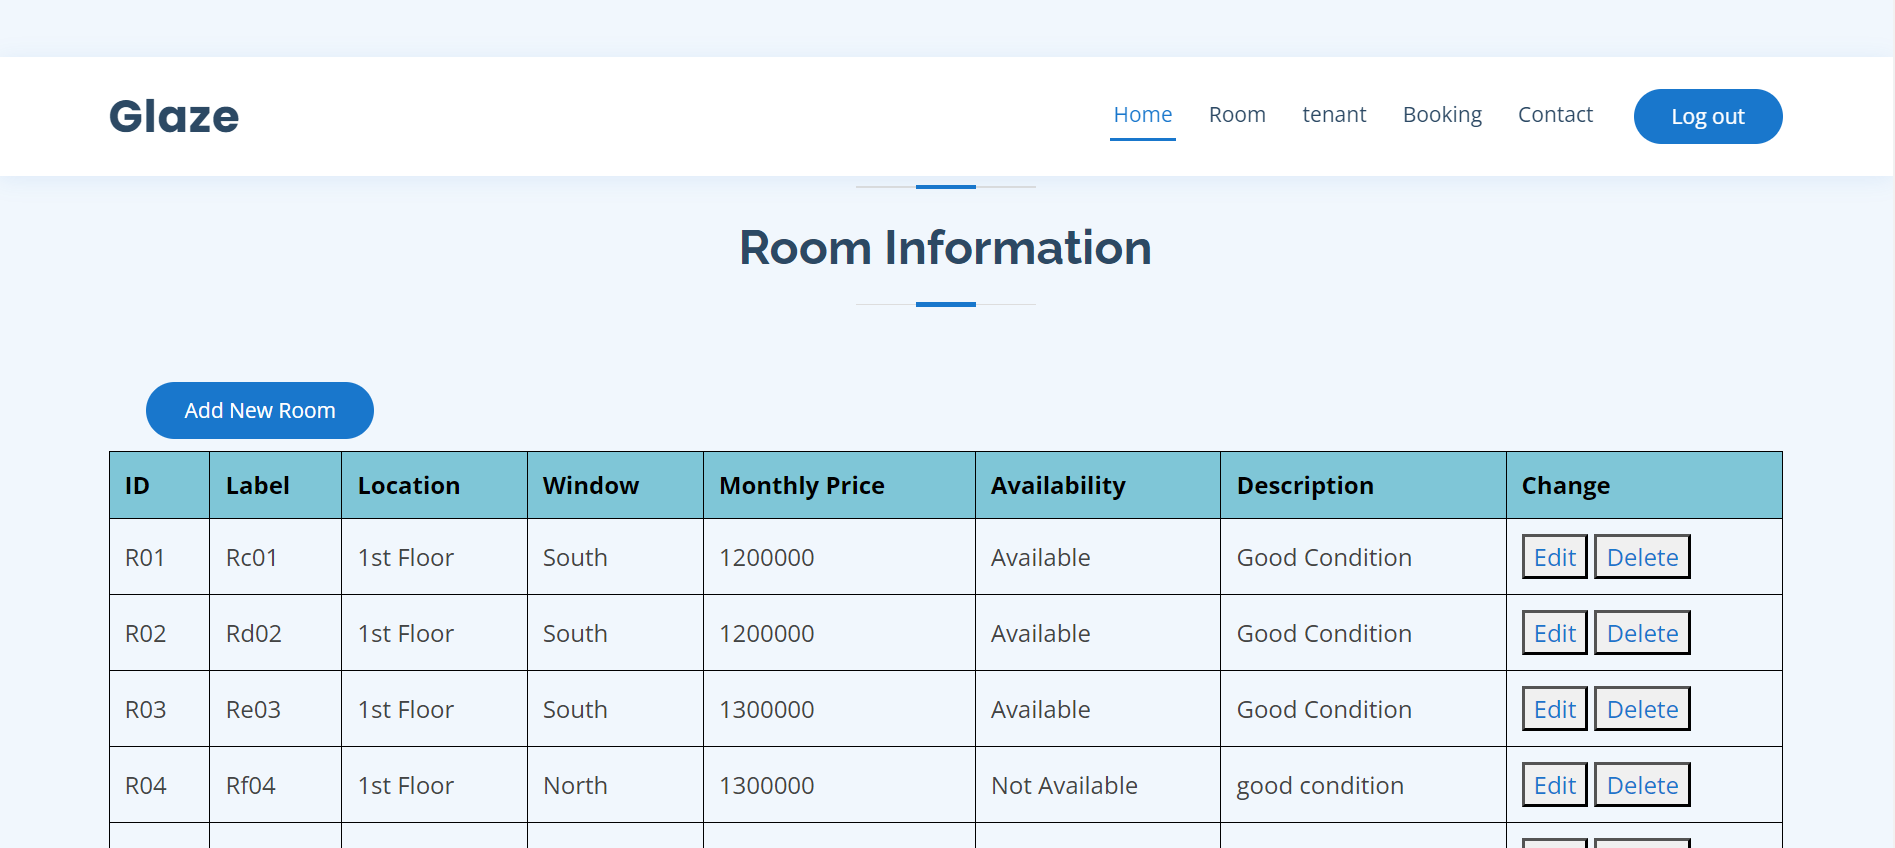 Glaze
Home Room tenant Booking Contact Log out
Room Information
Add New Room
ID Label Location Window Monthly Price Availability Description Change
R01 Rc01 1st Floor South 1200000 Available Good Condition Edit Delete
R02 Rd02 1st Floor South 1200000 Available Good Condition Edit Delete
R03 Re03 1st Floor South 1300000 Available Good Condition Edit Delete
R04 Rf04 1st Floor North 1300000 Not Available good condition Edit Delete